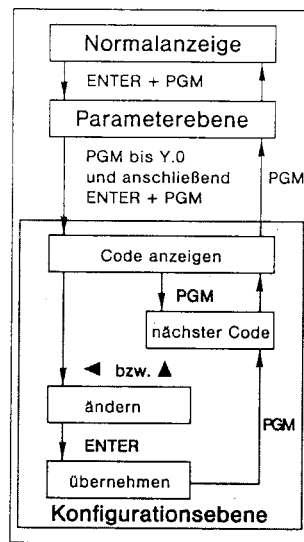 Normalanzeige
ENTER + PGM
Parameterebene
PGM bis Y.0
und anschließend
ENTER + PGM
PGM
Code anzeigen
PGM
nächster Code
◄ bzw. ▲
ändern
PGM
ENTER
übernehmen
Konfigurationsebene